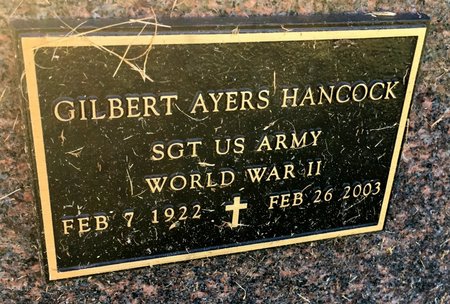 GILBERT AYERS HANCOCK
SGT US ARMY
WORLD WAR II
FEB 7 1922 FEB 26 2003